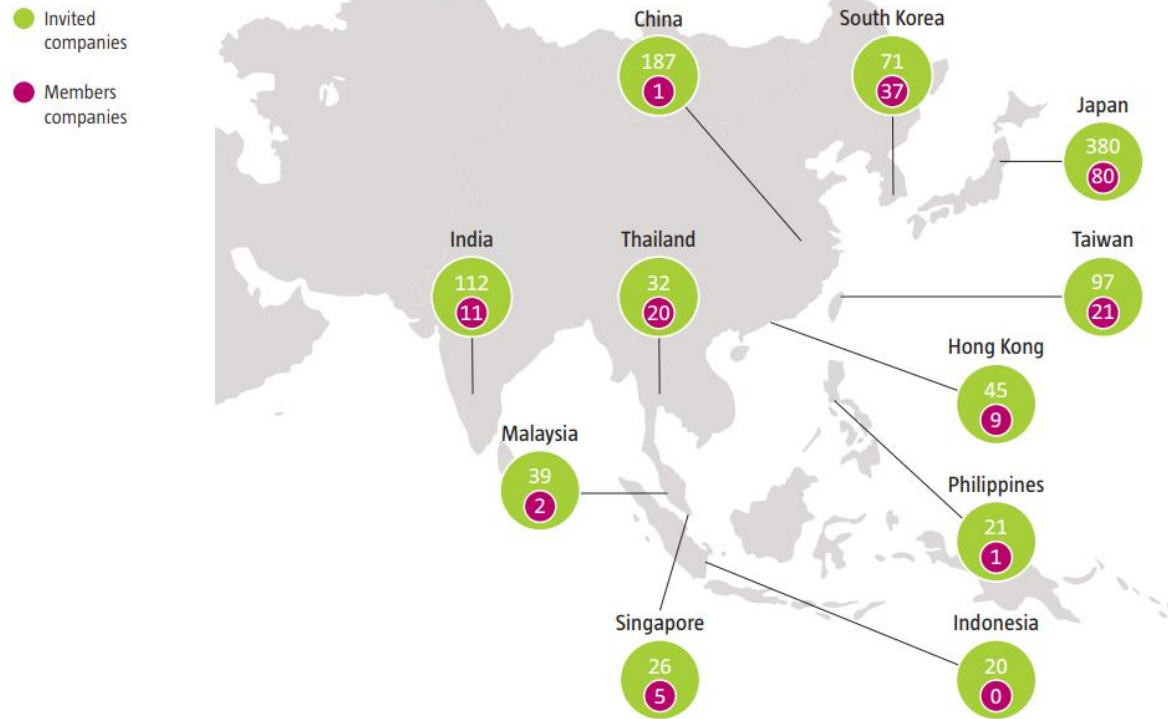 Invited
companies
Members
companies
China
187
1
South Korea
71
37
Japan
380
80
India
112
11
Thailand
32
20
Taiwan
97
21
Hong Kong
45
9
Malaysia
39
2
Philippines
21
1
Singapore
26
5
Indonesia
20
0